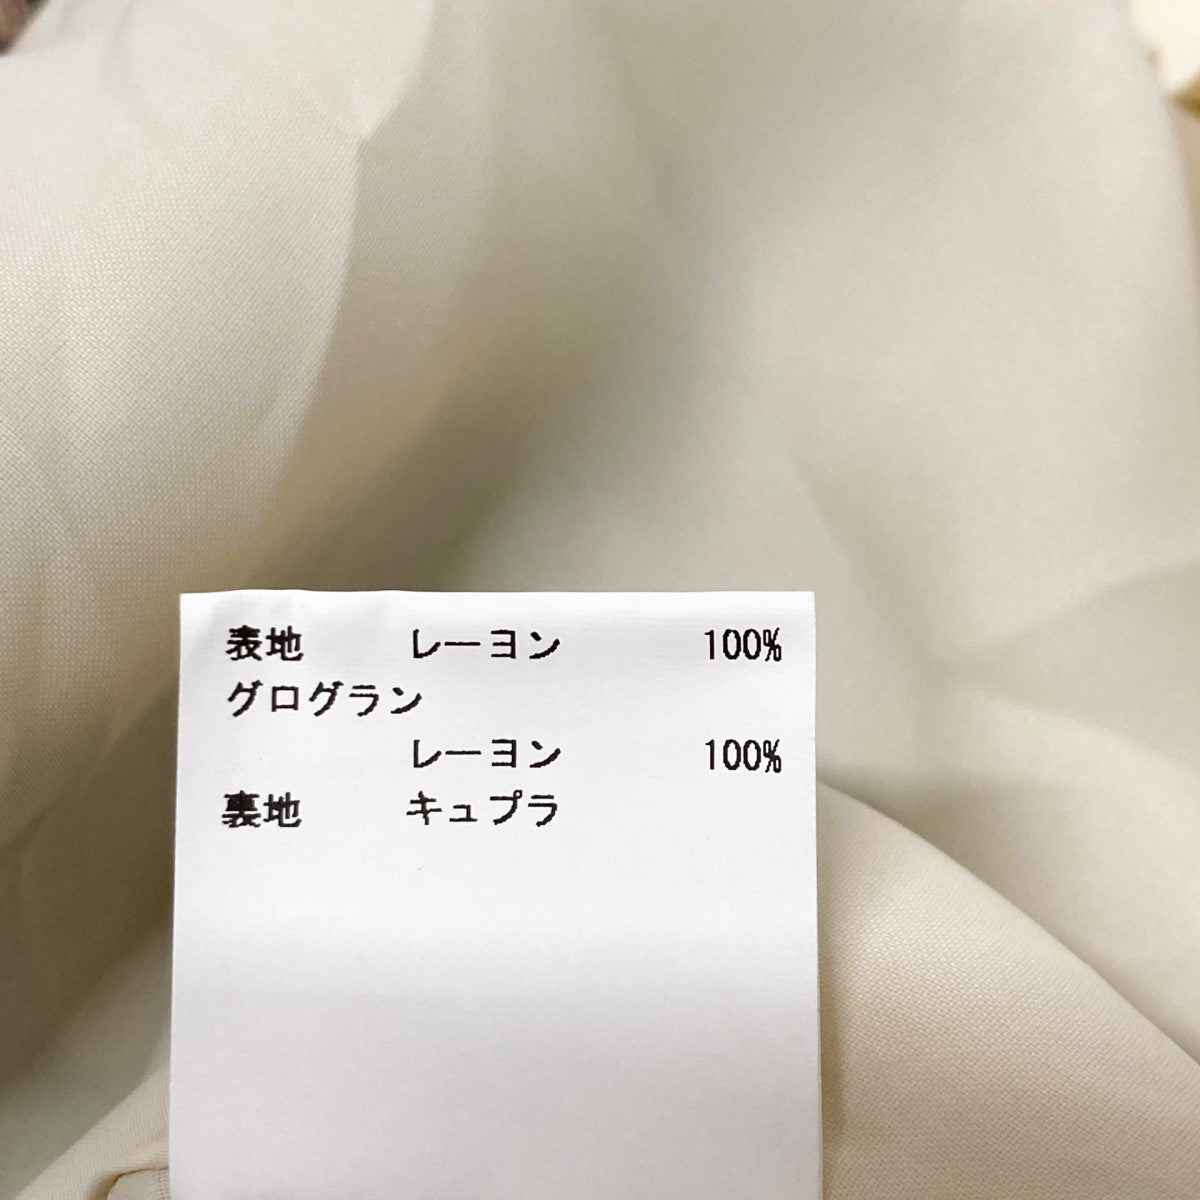 表地 レーヨン 100%
グログラン
レーヨン 100%
裏地 キュプラ